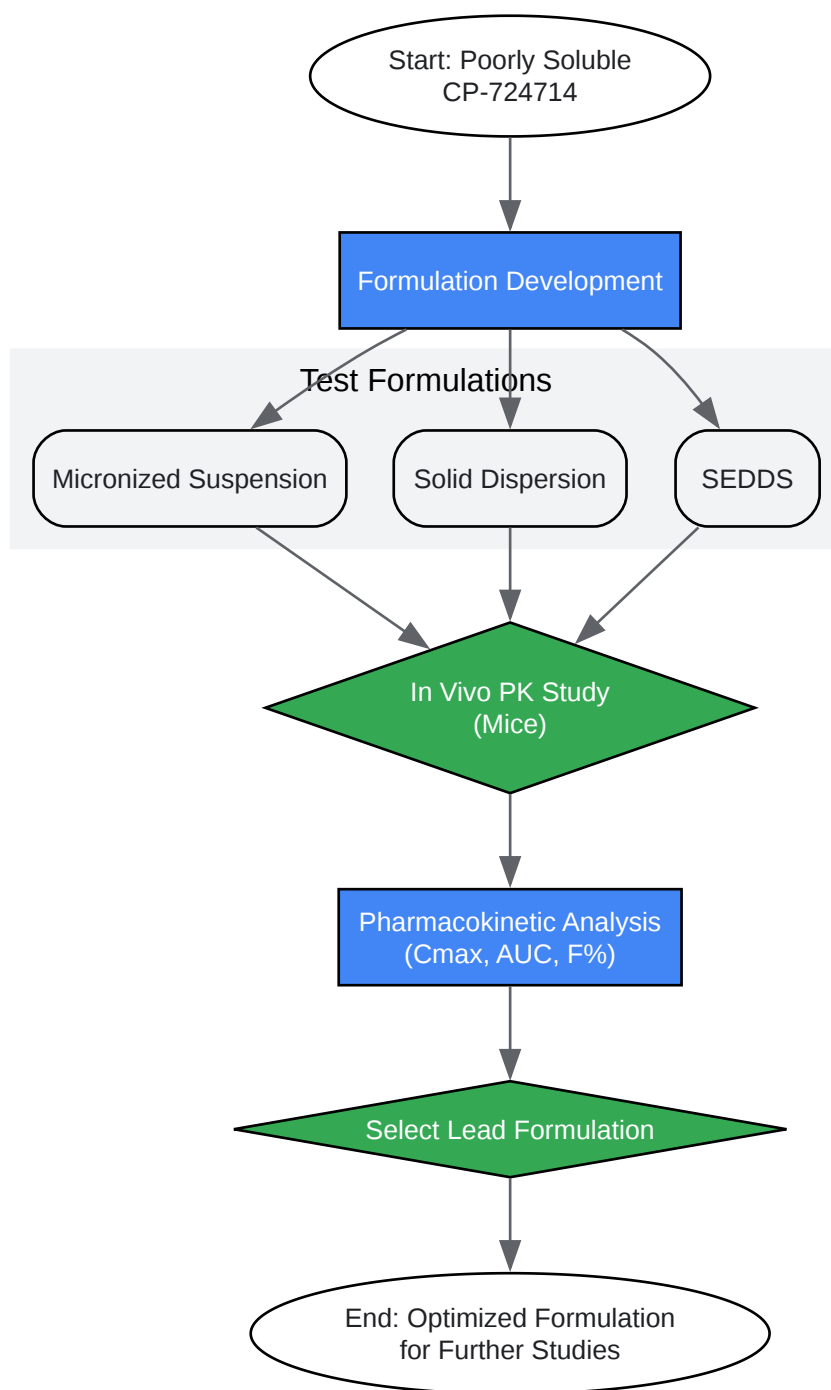 Start: Poorly Soluble
CP-724714
Formulation Development
Test Formulations
Micronized Suspension
Solid Dispersion
SEDDS
In Vivo PK Study
(Mice)
Pharmacokinetic Analysis
(Cmax, AUC, F%)
Select Lead Formulation
End: Optimized Formulation
for Further Studies